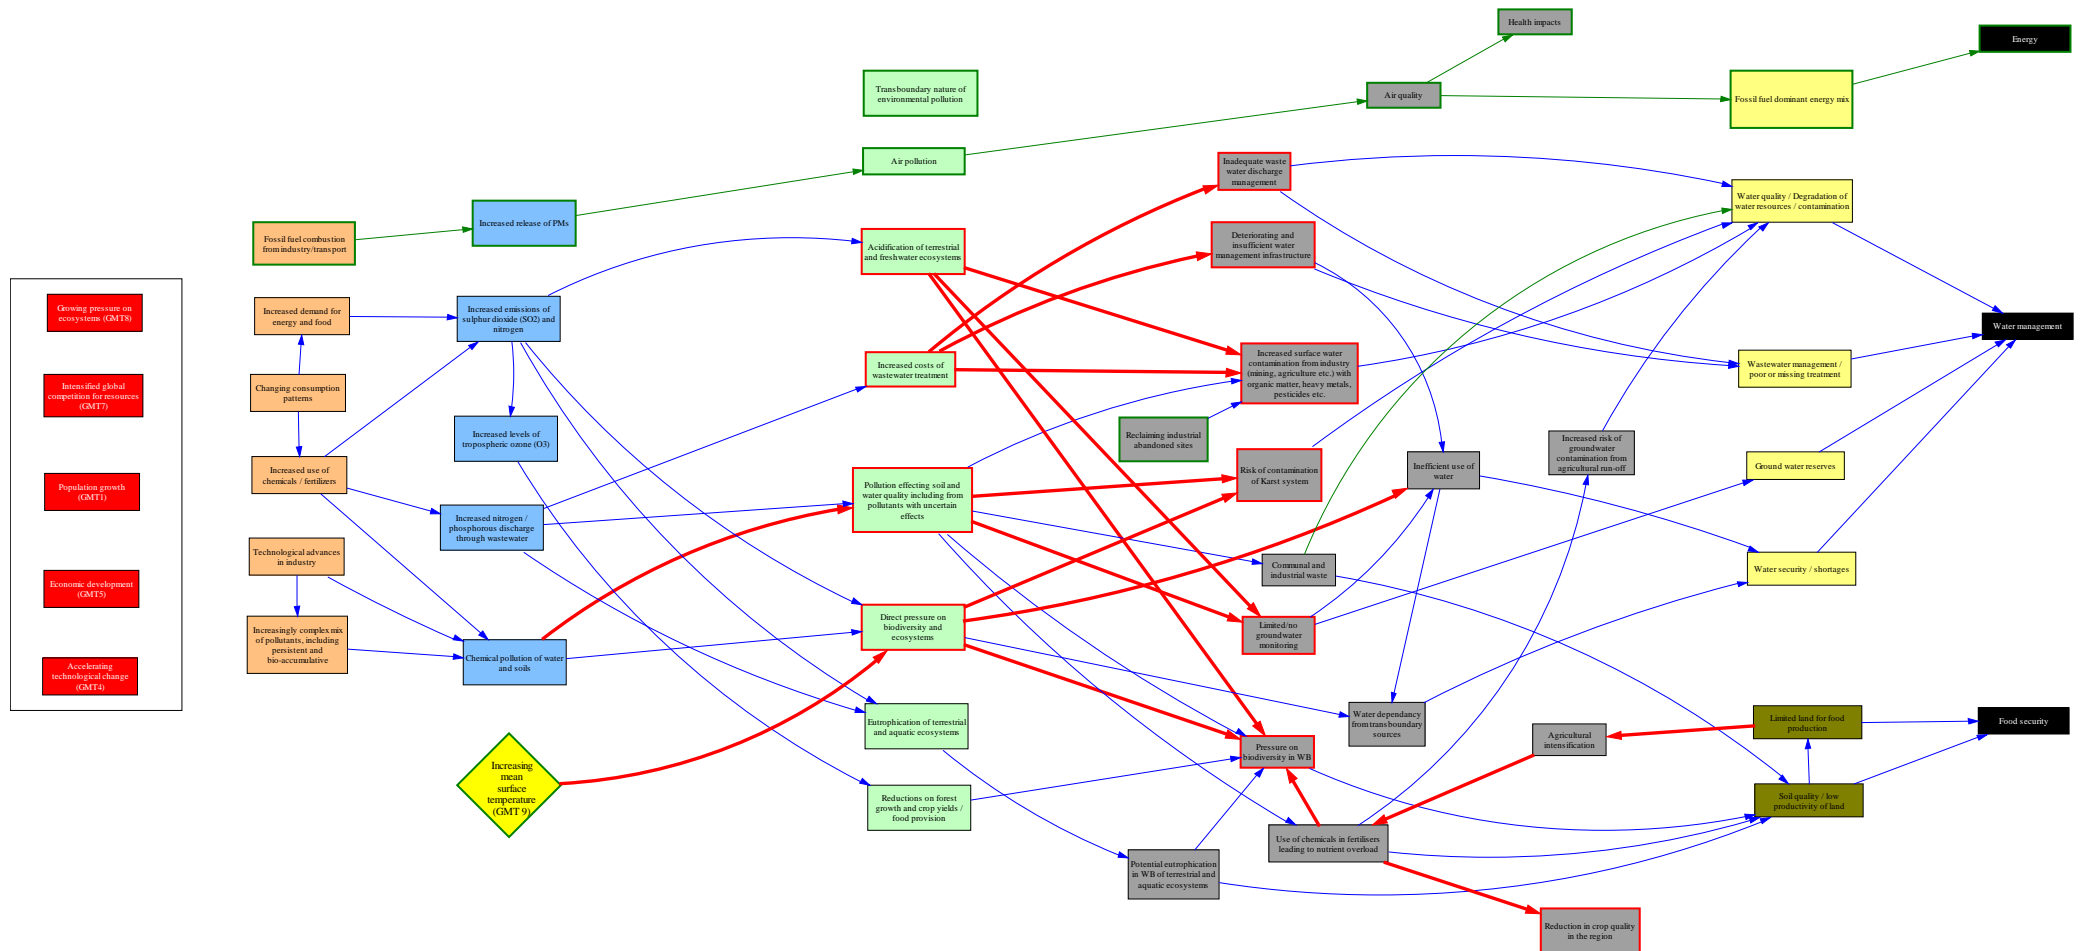 Growing pressure on
ecosystems (GMT8)
Intensified global
competition for resources
(GMT7)
Population growth
(GMT1)
Economic development
(GMT5)
Accelerating
technological change
(GMT4)
Fossil fuel combustion
from industry/transport
Increased demand for
energy and food
Changing consumption
patterns
Increased use of
chemicals / fertilizers
Technological advances
in industry
Increasingly complex mix
of pollutants, including
persistent and
bio-accumulative
Increased release of PMs
Increased emissions of
sulphur dioxide (SO2) and
nitrogen
Increased levels of
tropospheric ozone (O3)
Increased nitrogen /
phosphorous discharge
through wastewater
Chemical pollution of water
and soils
Increasing
mean
surface
temperature
(GMT 9)
Transboundary nature of
environmental pollution
Air pollution
Acidification of terrestrial
and freshwater ecosystems
Increased costs of
wastewater treatment
Pollution effecting soil and
water quality including from
pollutants with uncertain
effects
Direct pressure on
biodiversity and
ecosystems
Eutrophication of terrestrial
and aquatic ecosystems
Reductions on forest
growth and crop yields /
food provision
Reclaiming industrial
abandoned sites
Potential eutrophication
in WB of terrestrial and
aquatic ecosystems
Inadequate waste
water discharge
management
Deteriorating and
insufficient water
management infrastructure
Increased surface water
contamination from industry
(mining, agriculture etc.) with
organic matter, heavy metals,
pesticides etc.
Risk of contamination
of Karst system
Communal and
industrial waste
Limited/no
groundwater
monitoring
Pressure on
biodiversity in WB
Use of chemicals in fertilisers
leading to nutrient overload
Air quality
Inefficient use of
water
Water dependancy
from transboundary
sources
Health impacts
Increased risk of
groundwater
contamination from
agricultural run-off
Agricultural
intensification
Reduction in crop quality
in the region
Fossil fuel dominant energy mix
Water quality / Degradation of
water resources / contamination
Wastewater management /
poor or missing treatment
Ground water reserves
Water security / shortages
Limited land for food
production
Soil quality / low
productivity of land
Energy
Water management
Food security